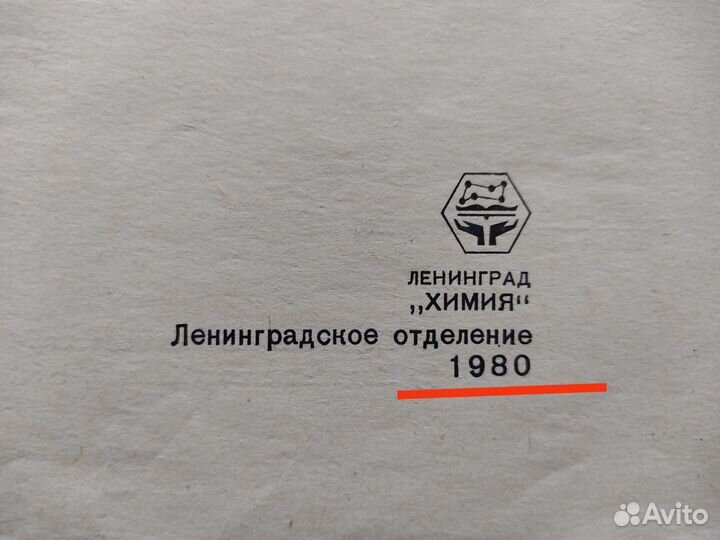 ЛЕНИНГРАД
„ХИМИЯ“
Ленинградское отделение
1980
Avito